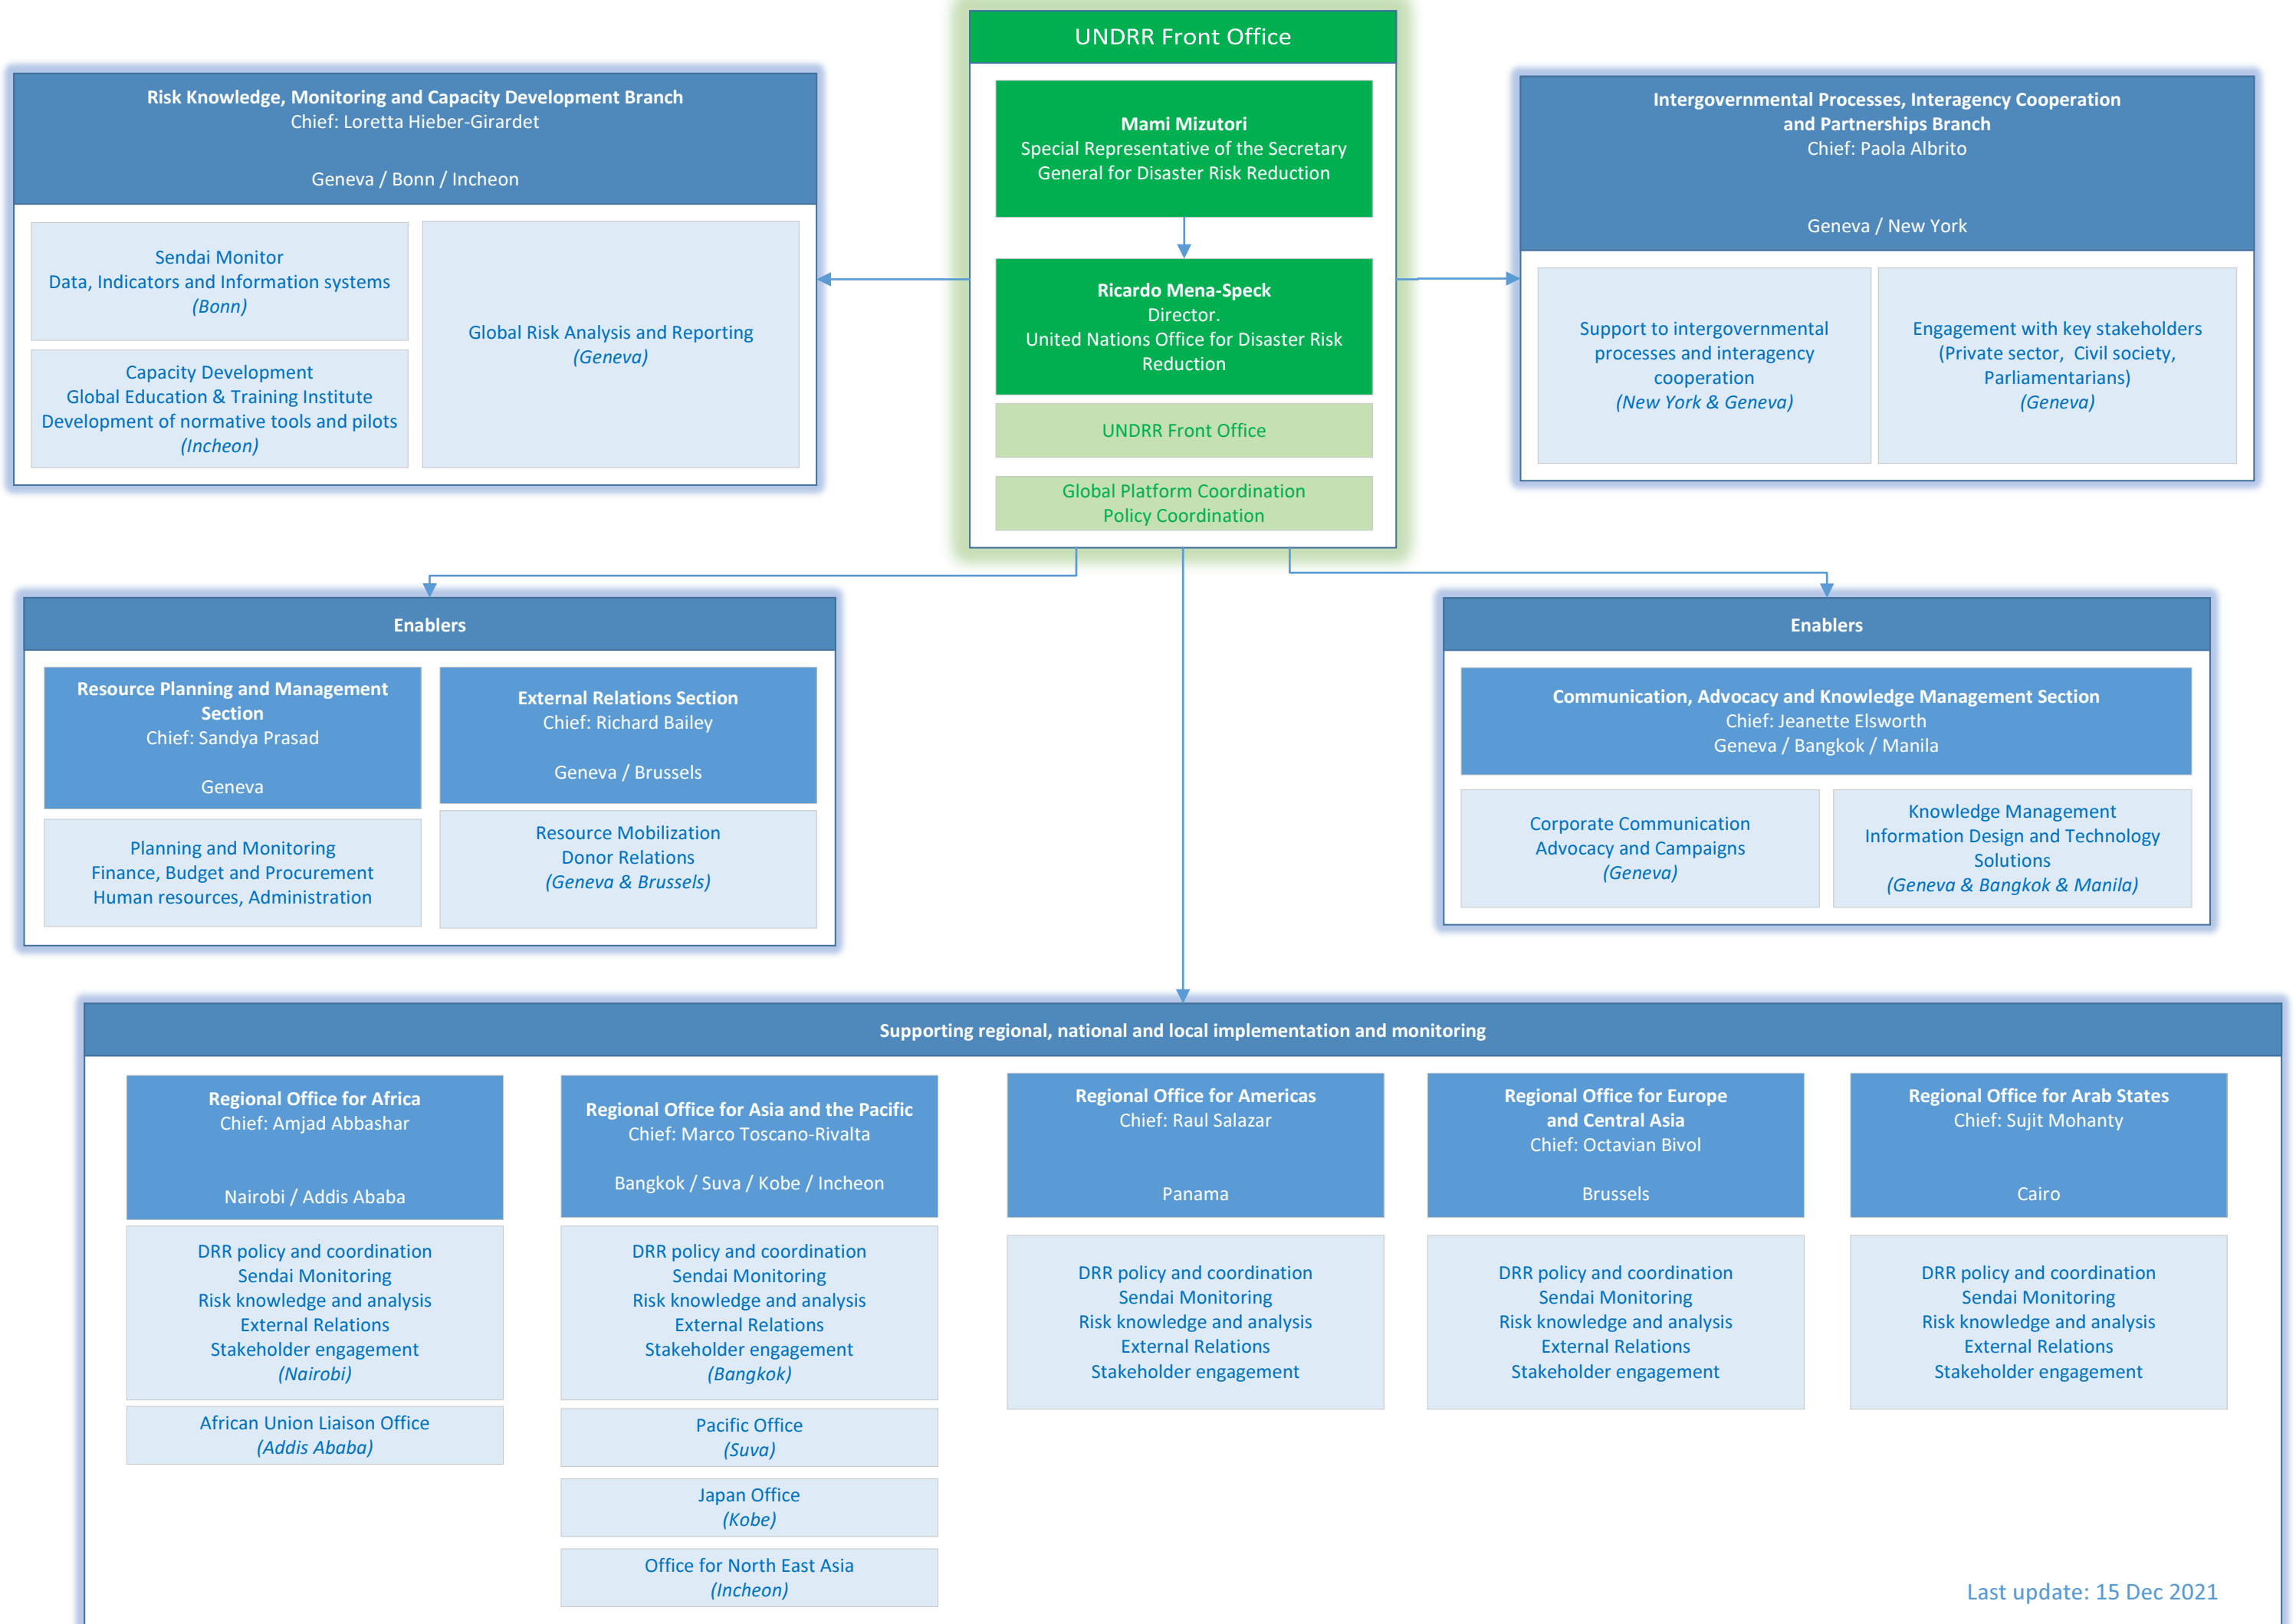 UNDRR Front Office
Mami Mizutori
Special Representative of the Secretary
General for Disaster Risk Reduction
Ricardo Mena-Speck
Director.
United Nations Office for Disaster Risk
Reduction
UNDRR Front Office
Global Platform Coordination
Policy Coordination
Risk Knowledge, Monitoring and Capacity Development Branch
Chief: Loretta Hieber-Girardet
Geneva / Bonn / Incheon
Sendai Monitor
Data, Indicators and Information systems
(Bonn)
Capacity Development
Global Education & Training Institute
Development of normative tools and pilots
(Incheon)
Global Risk Analysis and Reporting
(Geneva)
Intergovernmental Processes, Interagency Cooperation
and Partnerships Branch
Chief: Paola Albrito
Geneva / New York
Support to intergovernmental
processes and interagency
cooperation
(New York & Geneva)
Engagement with key stakeholders
(Private sector, Civil society,
Parliamentarians)
(Geneva)
Enablers
Resource Planning and Management
Section
Chief: Sandya Prasad
Geneva
Planning and Monitoring
Finance, Budget and Procurement
Human resources, Administration
External Relations Section
Chief: Richard Bailey
Geneva / Brussels
Resource Mobilization
Donor Relations
(Geneva & Brussels)
Enablers
Communication, Advocacy and Knowledge Management Section
Chief: Jeanette Elsworth
Geneva / Bangkok / Manila
Corporate Communication
Advocacy and Campaigns
(Geneva)
Knowledge Management
Information Design and Technology
Solutions
(Geneva & Bangkok & Manila)
Supporting regional, national and local implementation and monitoring
Regional Office for Africa
Chief: Amjad Abbashar
Nairobi / Addis Ababa
DRR policy and coordination
Sendai Monitoring
Risk knowledge and analysis
External Relations
Stakeholder engagement
(Nairobi)
African Union Liaison Office
(Addis Ababa)
Regional Office for Asia and the Pacific
Chief: Marco Toscano-Rivalta
Bangkok / Suva / Kobe / Incheon
DRR policy and coordination
Sendai Monitoring
Risk knowledge and analysis
External Relations
Stakeholder engagement
(Bangkok)
Pacific Office
(Suva)
Japan Office
(Kobe)
Office for North East Asia
(Incheon)
Regional Office for Americas
Chief: Raul Salazar
Panama
DRR policy and coordination
Sendai Monitoring
Risk knowledge and analysis
External Relations
Stakeholder engagement
Regional Office for Europe
and Central Asia
Chief: Octavian Bivol
Brussels
DRR policy and coordination
Sendai Monitoring
Risk knowledge and analysis
External Relations
Stakeholder engagement
Regional Office for Arab States
Chief: Sujit Mohanty
Cairo
DRR policy and coordination
Sendai Monitoring
Risk knowledge and analysis
External Relations
Stakeholder engagement
Last update: 15 Dec 2021